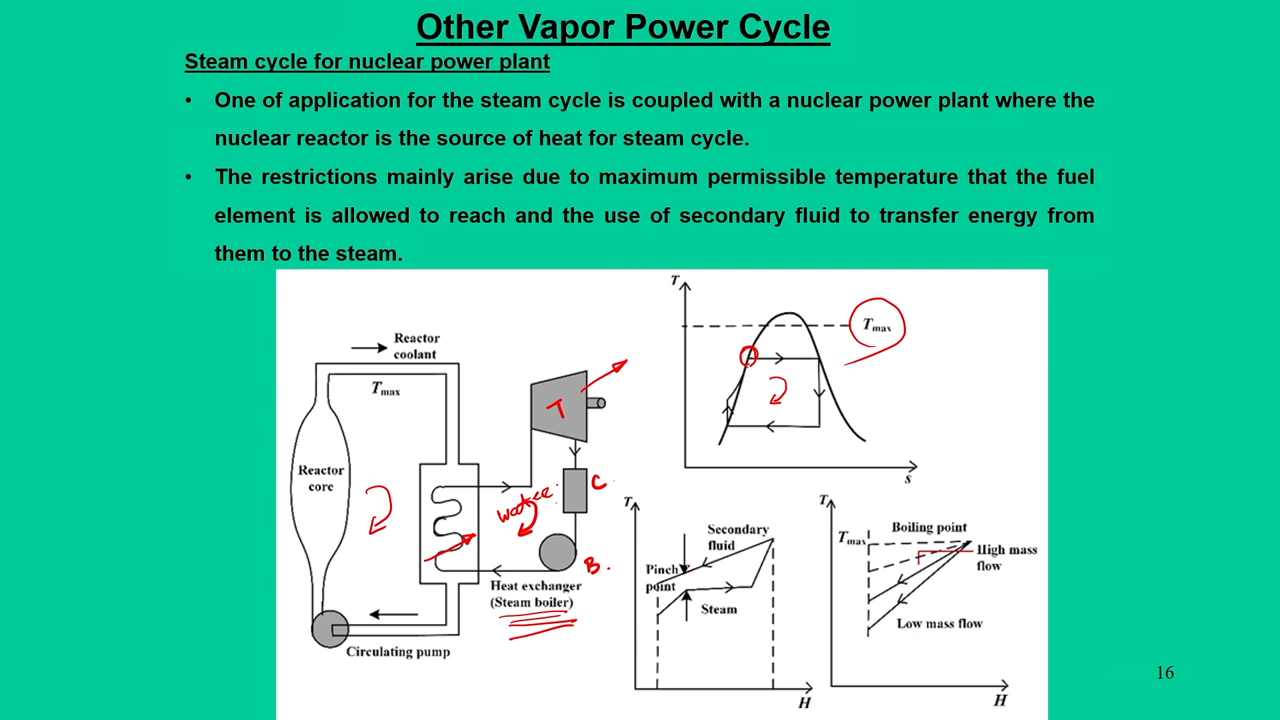 Other Vapor Power Cycle
Steam cycle for nuclear power plant
• One of application for the steam cycle is coupled with a nuclear power plant where the
nuclear reactor is the source of heat for steam cycle.
• The restrictions mainly arise due to maximum permissible temperature that the fuel
element is allowed to reach and the use of secondary fluid to transfer energy from
them to the steam.
Reactor
coolant
Tmax
Reactor
core
T
C
B.
Heat exchanger
(Steam boiler)
Circulating pump
T
Tmax
s
T
Secondary
fluid
Pinch
point
Steam
H
T
Tmax
Boiling point
High mass
flow
Low mass flow
H
16